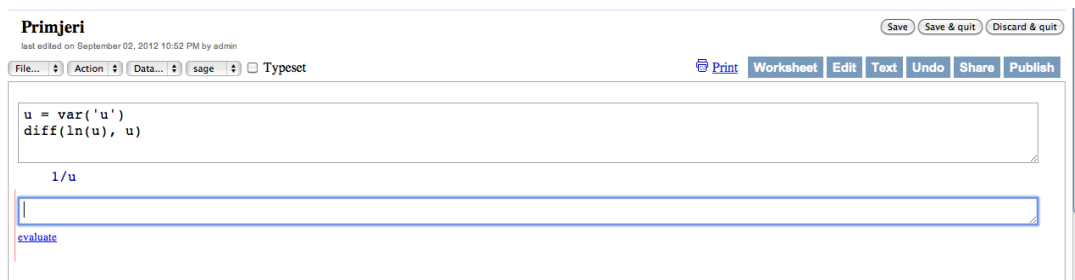 Primjeri
Save Save & quit Discard & quit
last edited on September 02, 2012 10:52 PM by admin
File... Action Data... sage Typeset Print Worksheet Edit Text Undo Share Publish
u = var('u')
diff(ln(u), u)
1/u
evaluate